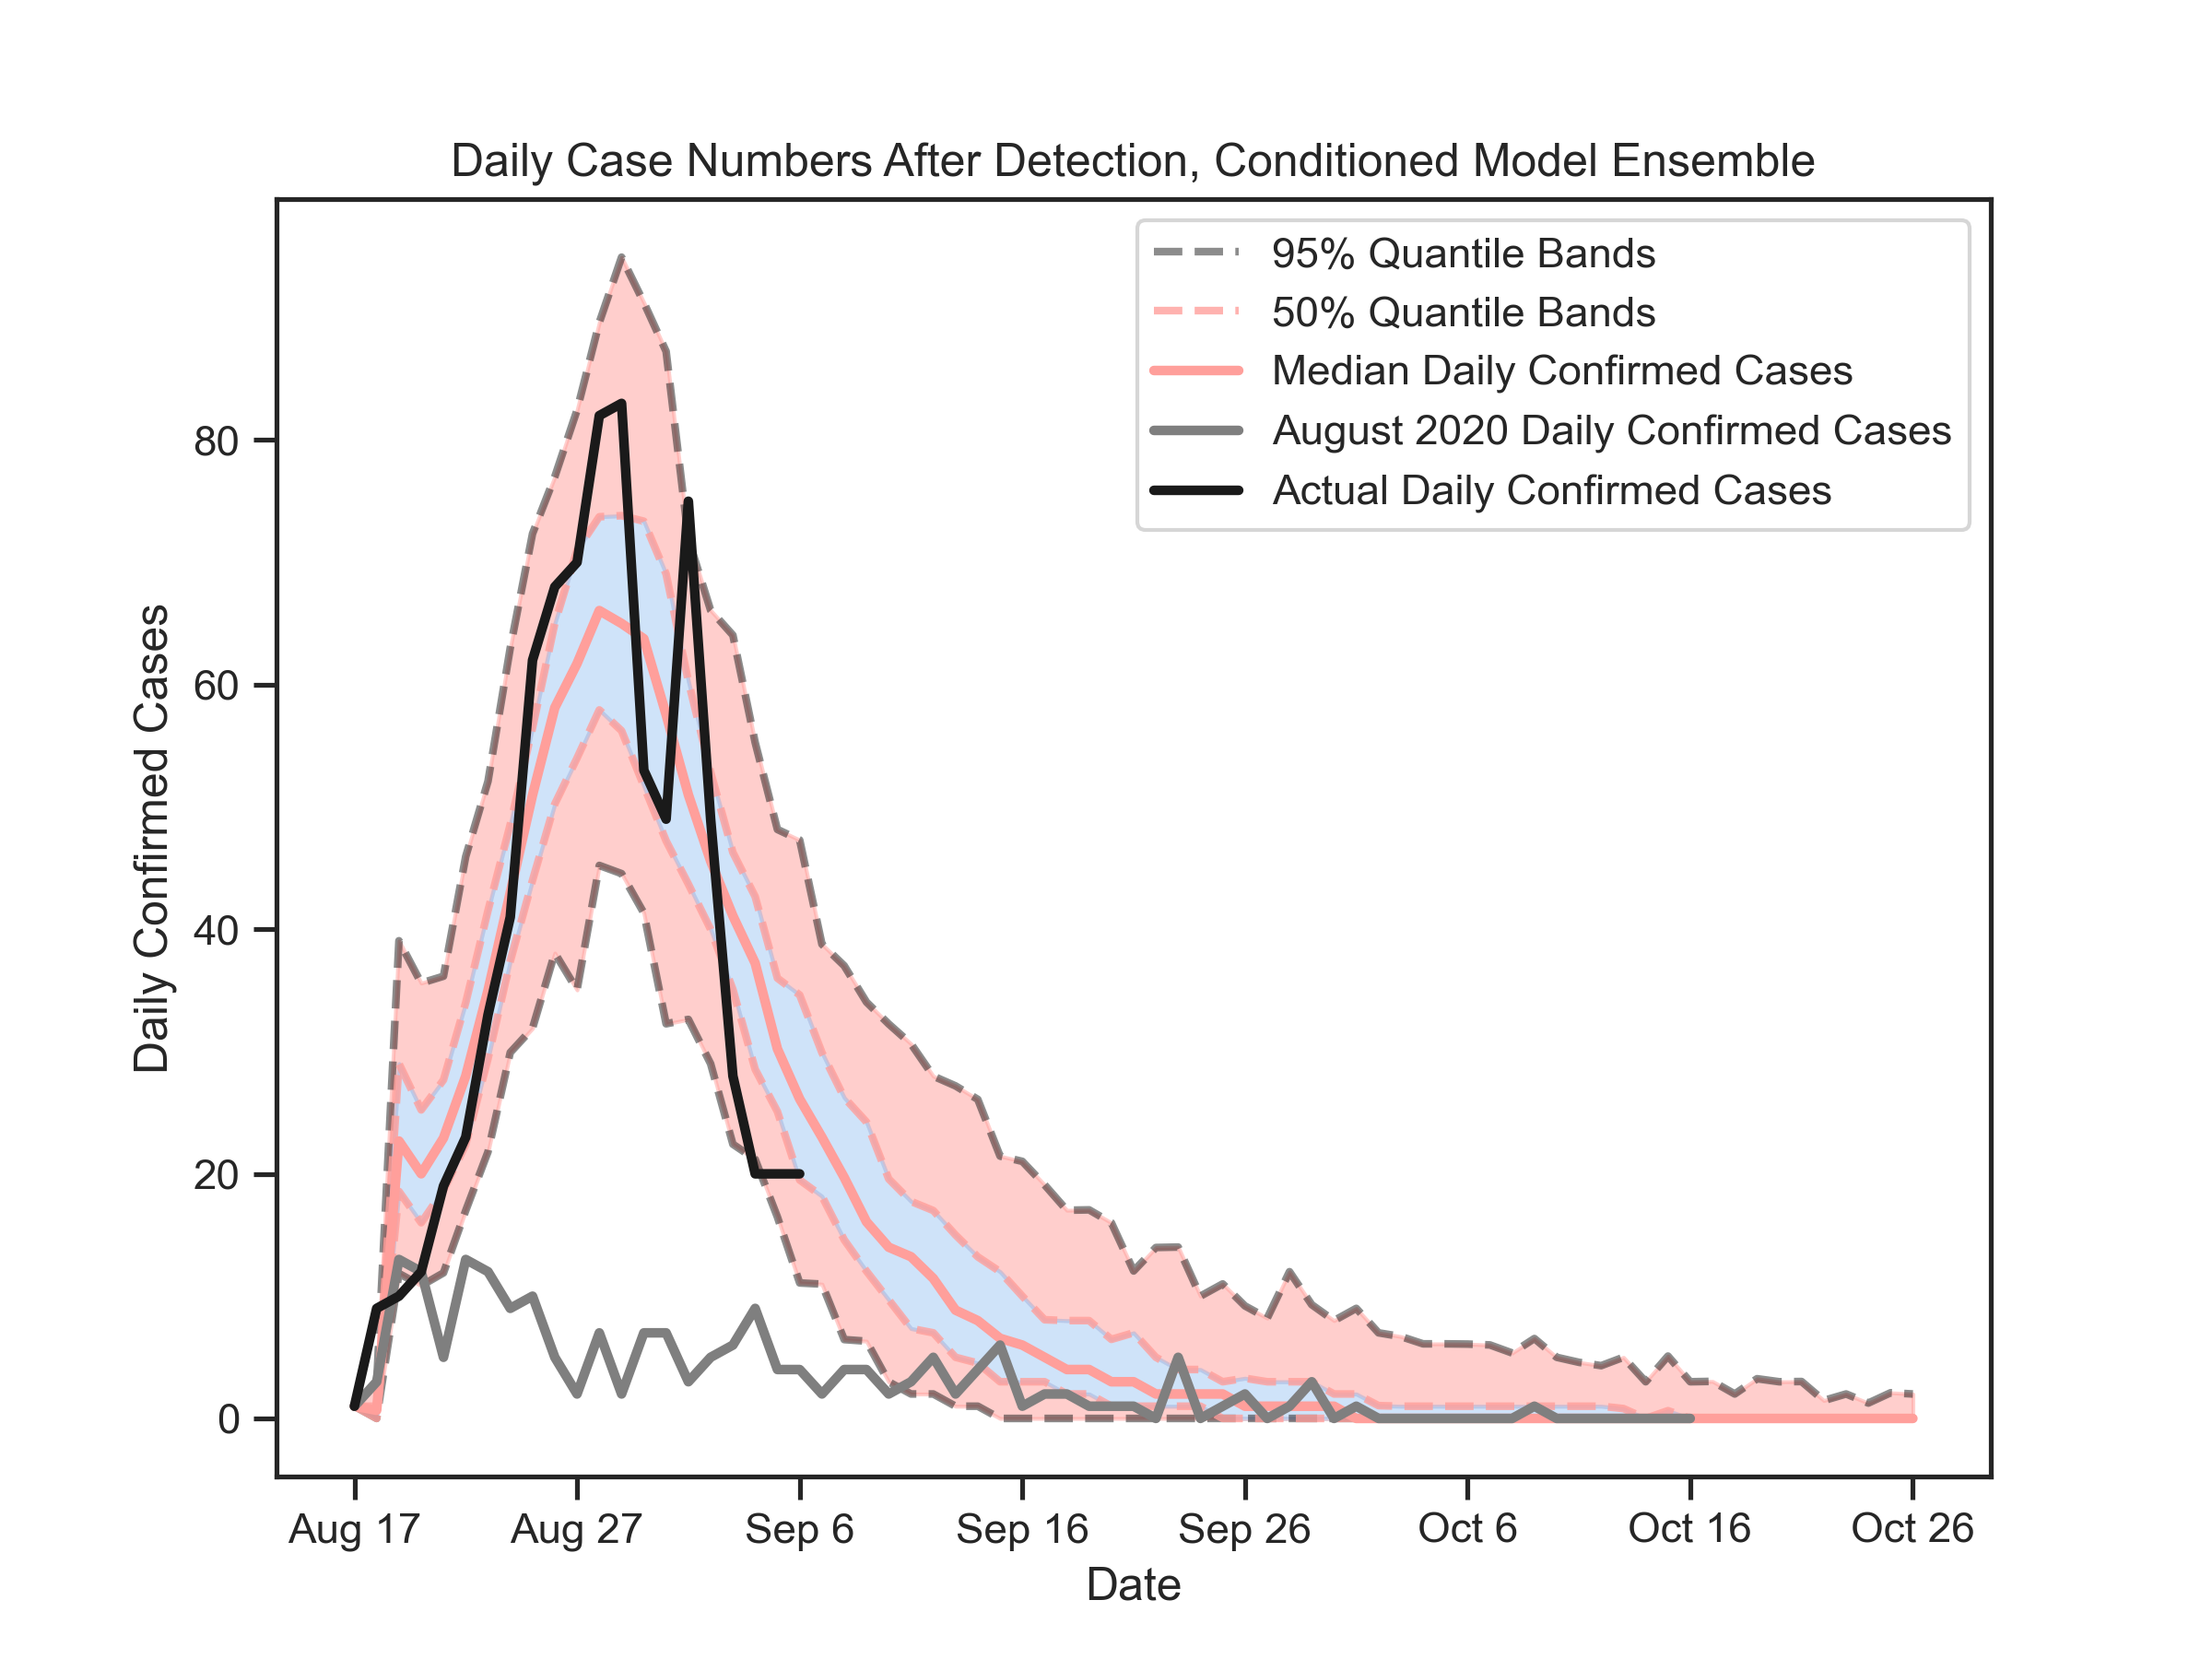 Daily Case Numbers After Detection, Conditioned Model Ensemble
95% Quantile Bands
50% Quantile Bands
Median Daily Confirmed Cases
August 2020 Daily Confirmed Cases
Actual Daily Confirmed Cases
Daily Confirmed Cases
80
60
40
20
0
Aug 17 Aug 27 Sep 6 Sep 16 Sep 26 Oct 6 Oct 16 Oct 26
Date